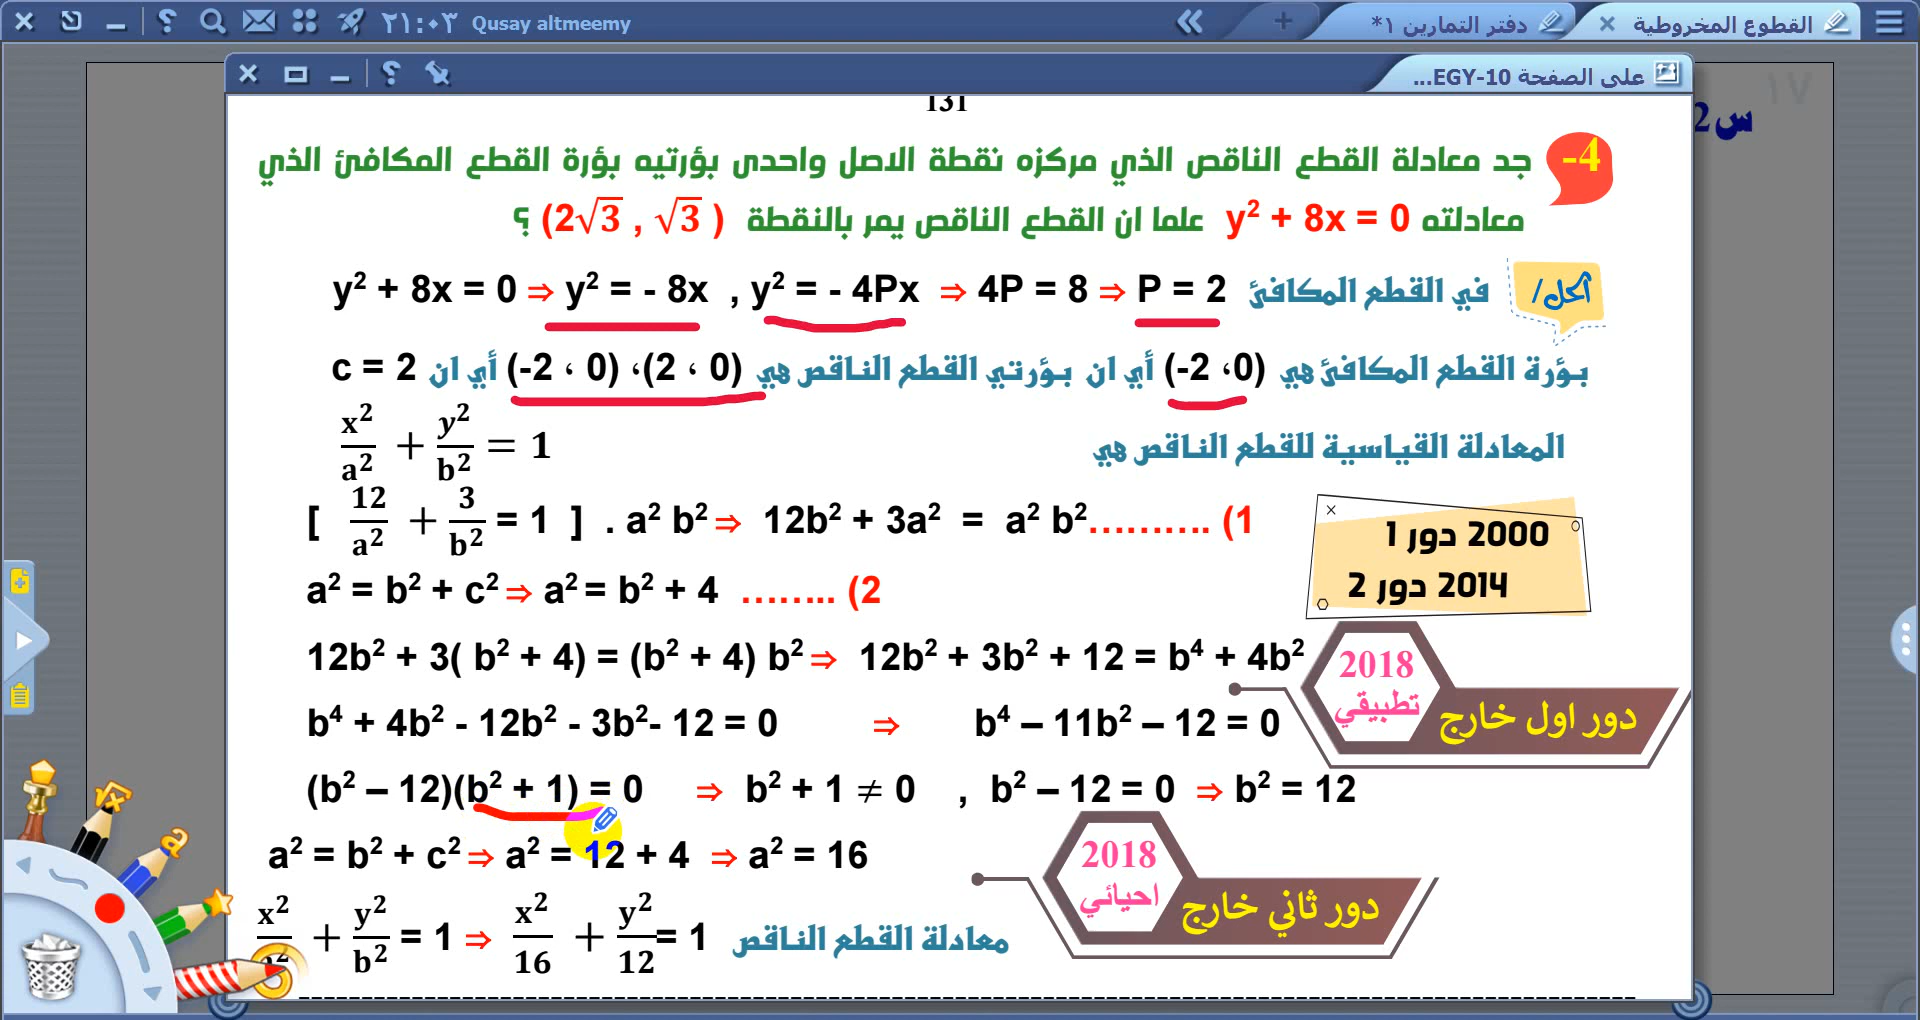 ٢١:٠٣ Qusay altmeemy
دفتر التمارين ١*
القطوع المخروطية
على الصفحة EGY-10...
١٧
س2
131
4- جد معادلة القطع الناقص الذي مركزه نقطة الاصل واحدى بؤرتيه بؤرة القطع المكافئ الذي
معادلته y² + 8x = 0 علما ان القطع الناقص يمر بالنقطة (2√3 , √3 ) ؟
الحل/ في القطع المكافئ y² + 8x = 0 ⇒ y² = - 8x , y² = - 4Px ⇒ 4P = 8 ⇒ P = 2
بؤرة القطع المكافئ هي (-2 ،0) أي ان بؤرتي القطع الناقص هي (-2 ، 0) ،(2 ، 0) أي ان c = 2
المعادلة القياسية للقطع الناقص هي x²/a² + y²/b² = 1
[ 12/a² + 3/b² = 1 ] . a² b² ⇒ 12b² + 3a² = a² b².......... (1
2000 دور 1
2014 دور 2
a² = b² + c² ⇒ a² = b² + 4 ........ (2
12b² + 3( b² + 4) = (b² + 4) b² ⇒ 12b² + 3b² + 12 = b⁴ + 4b²
2018
تطبيقي
دور اول خارج
b⁴ + 4b² - 12b² - 3b²- 12 = 0 ⇒ b⁴ – 11b² – 12 = 0
(b² – 12)(b² + 1) = 0 ⇒ b² + 1 ≠ 0 , b² – 12 = 0 ⇒ b² = 12
a² = b² + c² ⇒ a² = 12 + 4 ⇒ a² = 16
2018
احيائي
دور ثاني خارج
x²/a² + y²/b² = 1 ⇒ x²/16 + y²/12 = 1 معادلة القطع الناقص